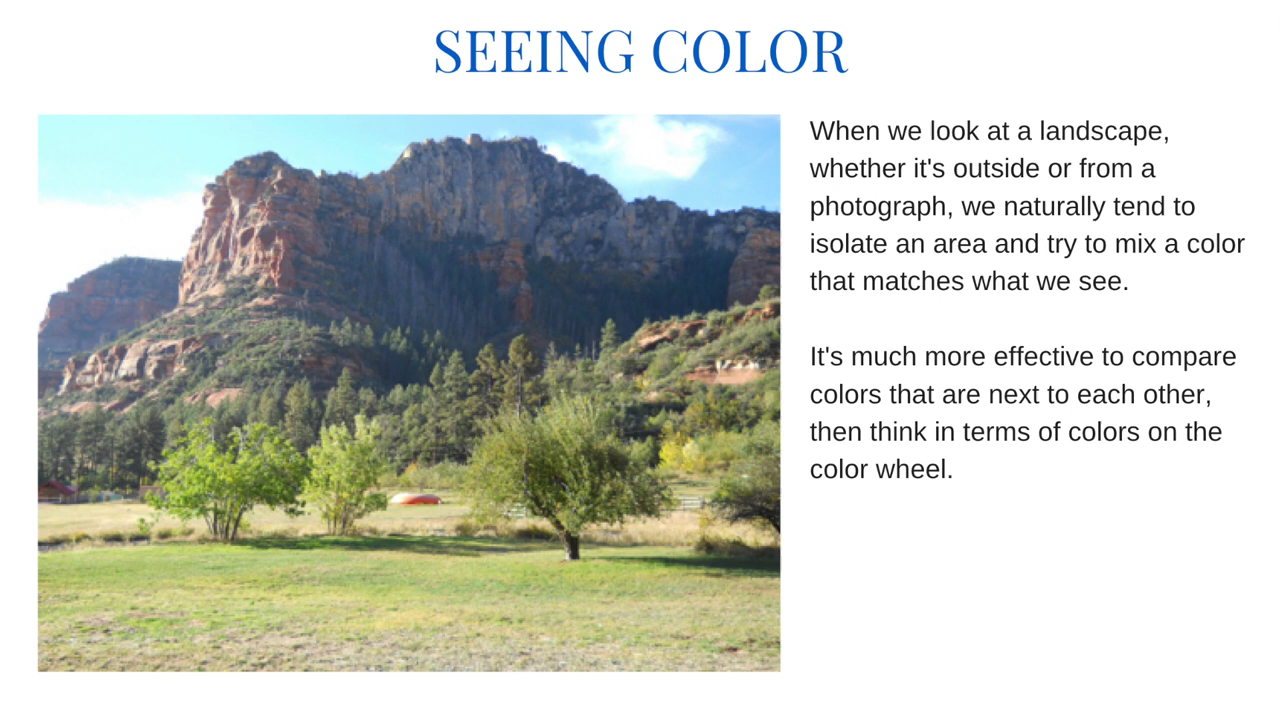 SEEING COLOR
When we look at a landscape,
whether it's outside or from a
photograph, we naturally tend to
isolate an area and try to mix a color
that matches what we see.
It's much more effective to compare
colors that are next to each other,
then think in terms of colors on the
color wheel.